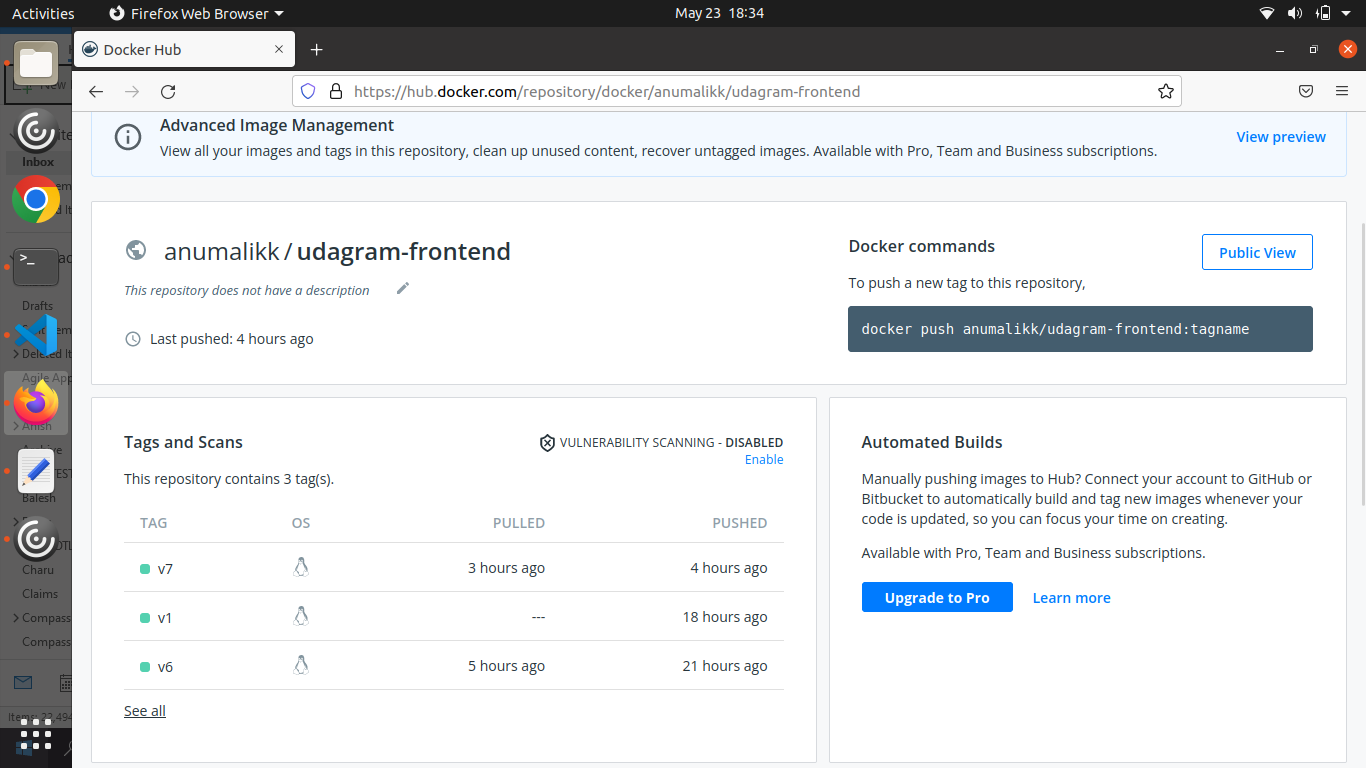 Activities
Firefox Web Browser
May 23 18:34
Docker Hub
https://hub.docker.com/repository/docker/anumalikk/udagram-frontend
Inbox
Drafts
Deleted It
Agile App
Anish
Balesh
Charu
Claims
Compass
Compass
Items: 22,494
>_
Advanced Image Management
View all your images and tags in this repository, clean up unused content, recover untagged images. Available with Pro, Team and Business subscriptions.
View preview
anumalikk / udagram-frontend
This repository does not have a description
Last pushed: 4 hours ago
Docker commands
Public View
To push a new tag to this repository,
docker push anumalikk/udagram-frontend:tagname
Tags and Scans
VULNERABILITY SCANNING - DISABLED
Enable
This repository contains 3 tag(s).
TAG OS PULLED PUSHED
v7 3 hours ago 4 hours ago
v1 --- 18 hours ago
v6 5 hours ago 21 hours ago
See all
Automated Builds
Manually pushing images to Hub? Connect your account to GitHub or
Bitbucket to automatically build and tag new images whenever your
code is updated, so you can focus your time on creating.
Available with Pro, Team and Business subscriptions.
Upgrade to Pro
Learn more